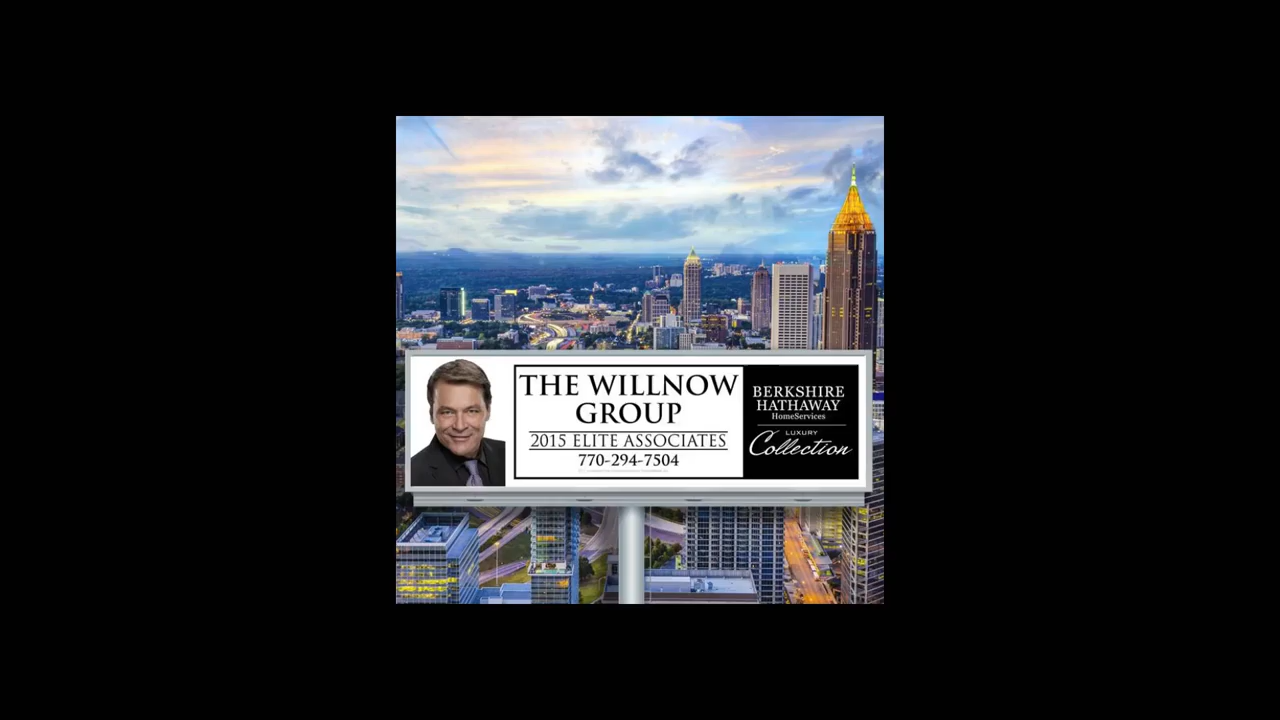 THE WILLNOW
GROUP
2015 ELITE ASSOCIATES
770-294-7504
BERKSHIRE
HATHAWAY
HomeServices
LUXURY
Collection